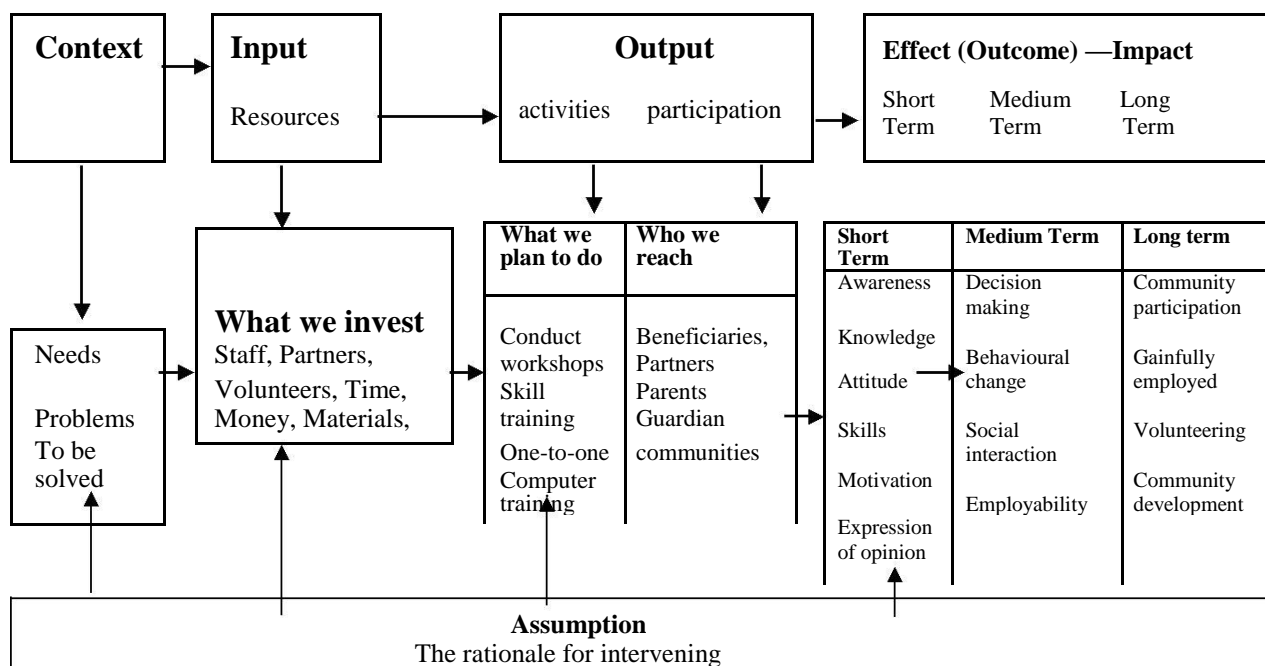 Context
Input
Resources
Output
activities participation
Effect (Outcome) —Impact
Short Medium Long
Term Term Term
Needs
Problems
To be
solved
What we invest
Staff, Partners,
Volunteers, Time,
Money, Materials,
What we
plan to do
Conduct
workshops
Skill
training
One-to-one
Computer
training
Who we
reach
Beneficiaries,
Partners
Parents
Guardian
communities
Short
Term
Awareness
Knowledge
Attitude
Skills
Motivation
Expression
of opinion
Medium Term
Decision
making
Behavioural
change
Social
interaction
Employability
Long term
Community
participation
Gainfully
employed
Volunteering
Community
development
Assumption
The rationale for intervening